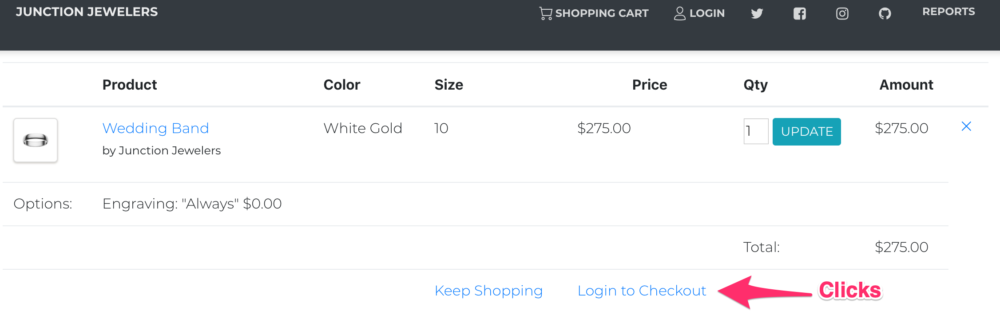 JUNCTION JEWELERS
SHOPPING CART LOGIN REPORTS
Product Color Size Price Qty Amount
Wedding Band White Gold 10 $275.00 1 UPDATE $275.00
by Junction Jewelers
Options: Engraving: "Always" $0.00
Total: $275.00
Keep Shopping Login to Checkout Clicks